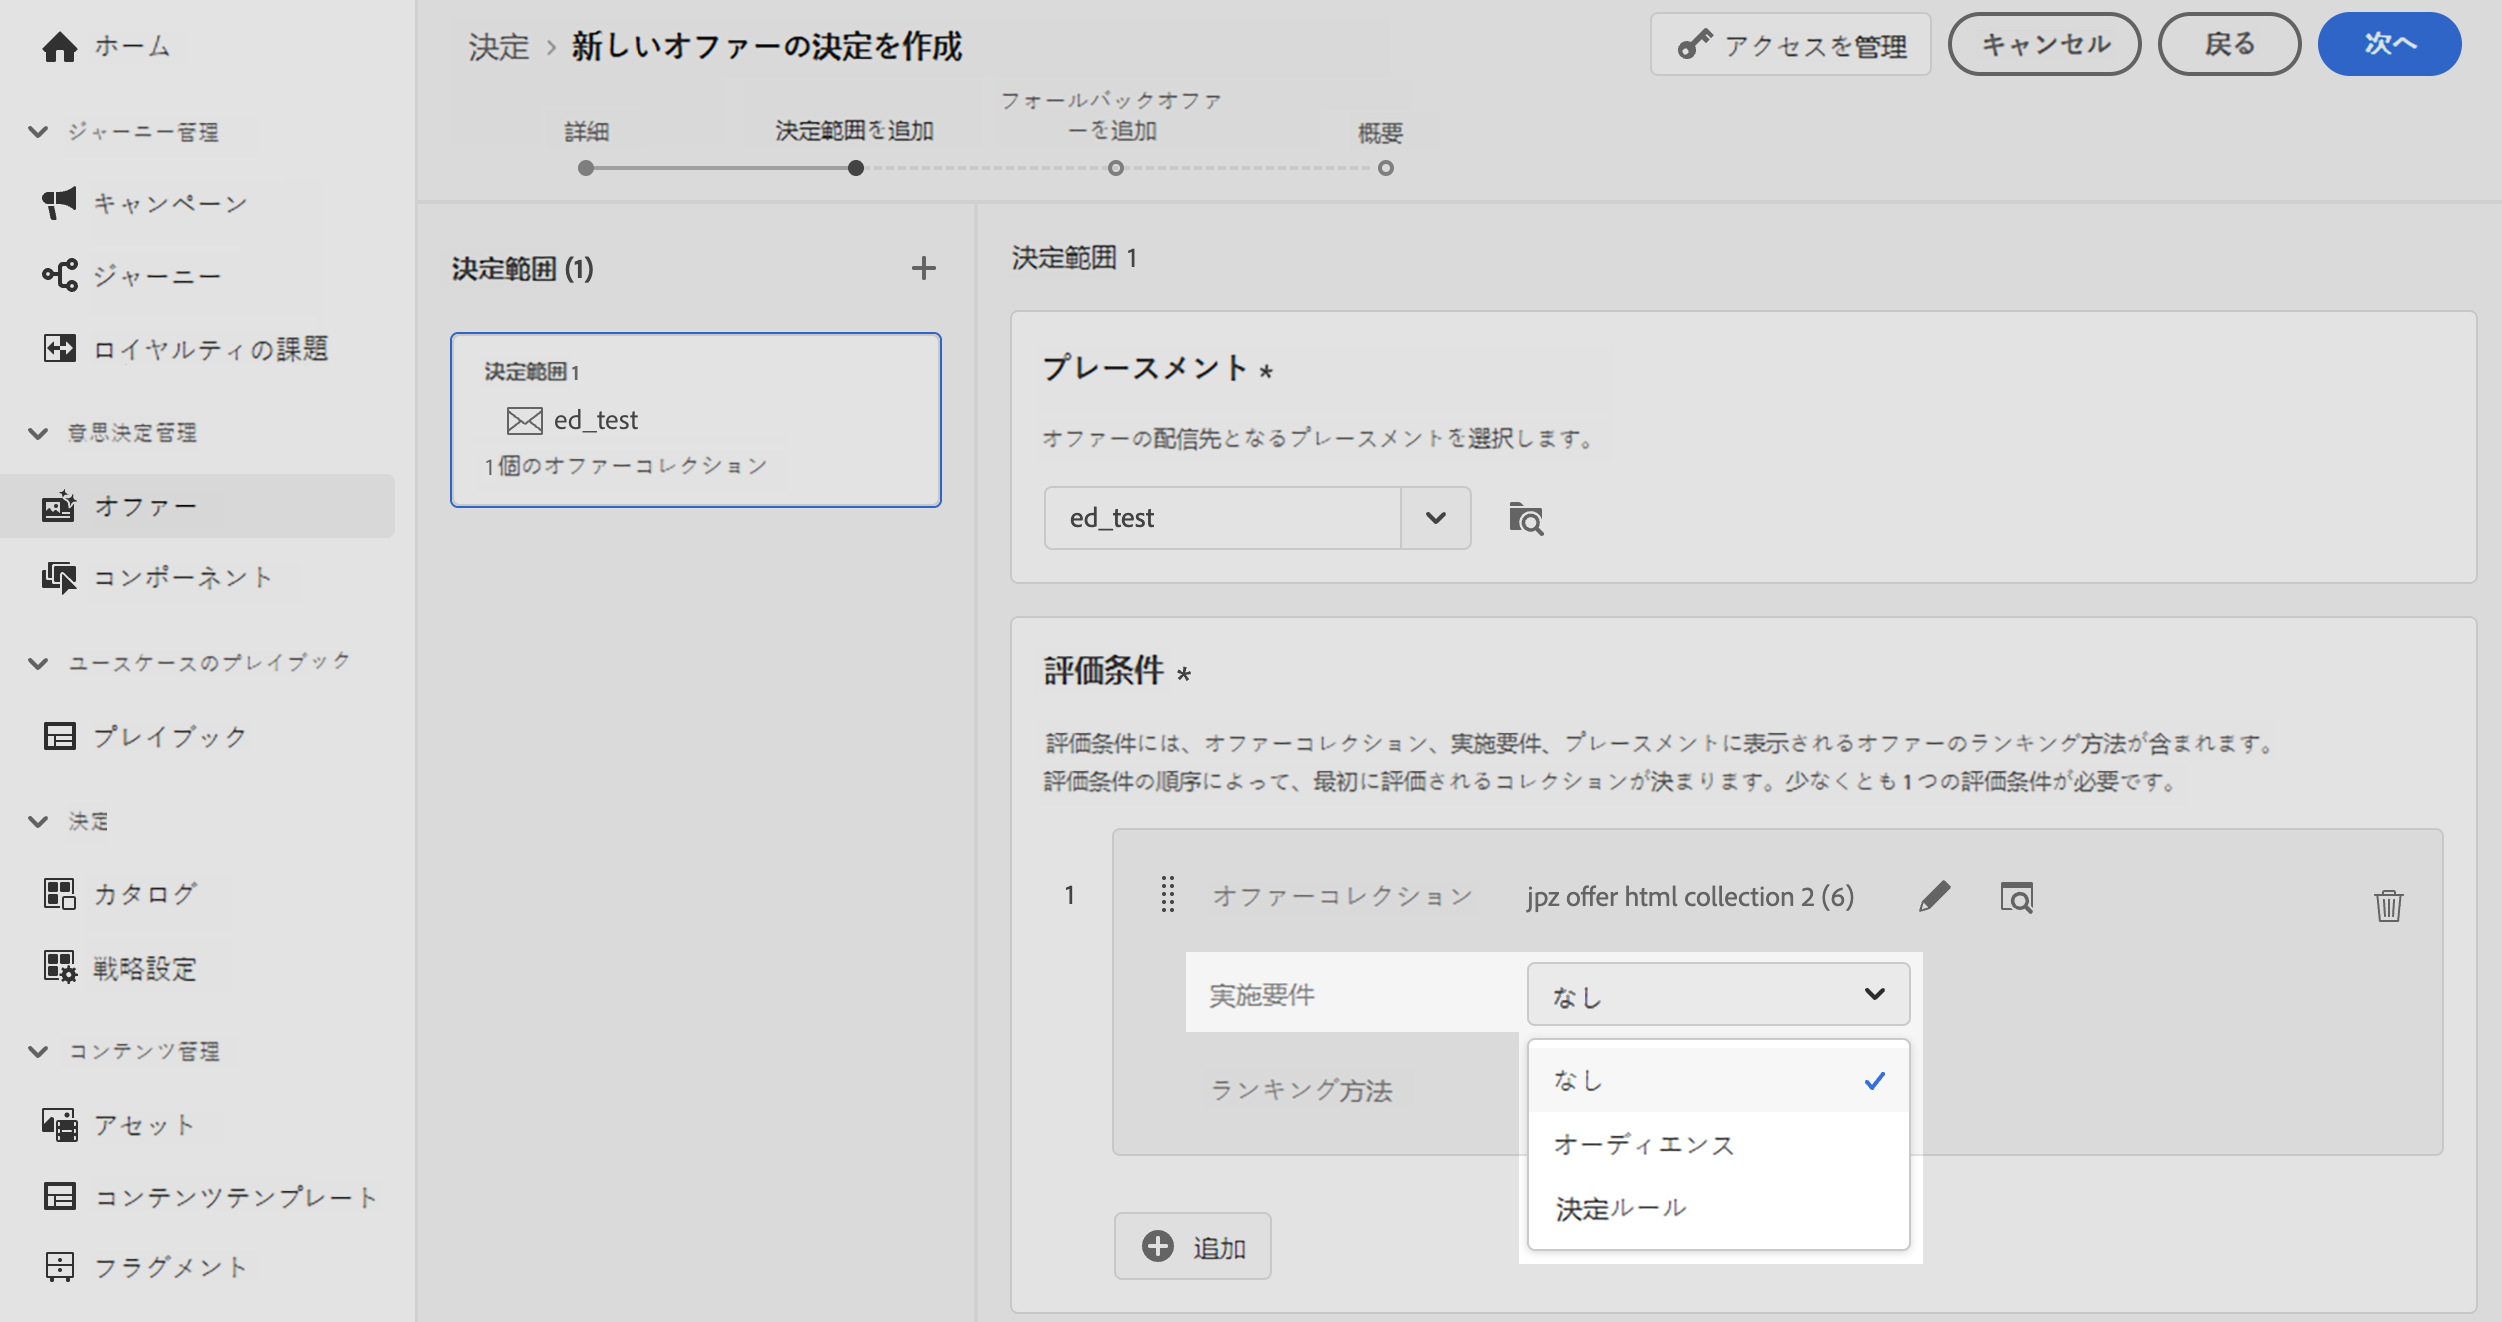 ホーム
ジャーニー管理
キャンペーン
ジャーニー
ロイヤルティの課題
意思決定管理
オファー
コンポーネント
ユースケースのプレイブック
プレイブック
決定
カタログ
戦略設定
コンテンツ管理
アセット
コンテンツテンプレート
フラグメント
決定 › 新しいオファーの決定を作成
アクセスを管理
キャンセル
戻る
次へ
詳細
決定範囲を追加
フォールバックオファ
ーを追加
概要
決定範囲 (1)
決定範囲 1
ed_test
1 個のオファーコレクション
決定範囲 1
プレースメント *
オファーの配信先となるプレースメントを選択します。
ed_test
評価条件 *
評価条件には、オファーコレクション、実施要件、プレースメントに表示されるオファーのランキング方法が含まれます。
評価条件の順序によって、最初に評価されるコレクションが決まります。少なくとも 1 つの評価条件が必要です。
1
オファーコレクション
jpz offer html collection 2 (6)
実施要件
なし
なし
オーディエンス
決定ルール
ランキング方法
追加